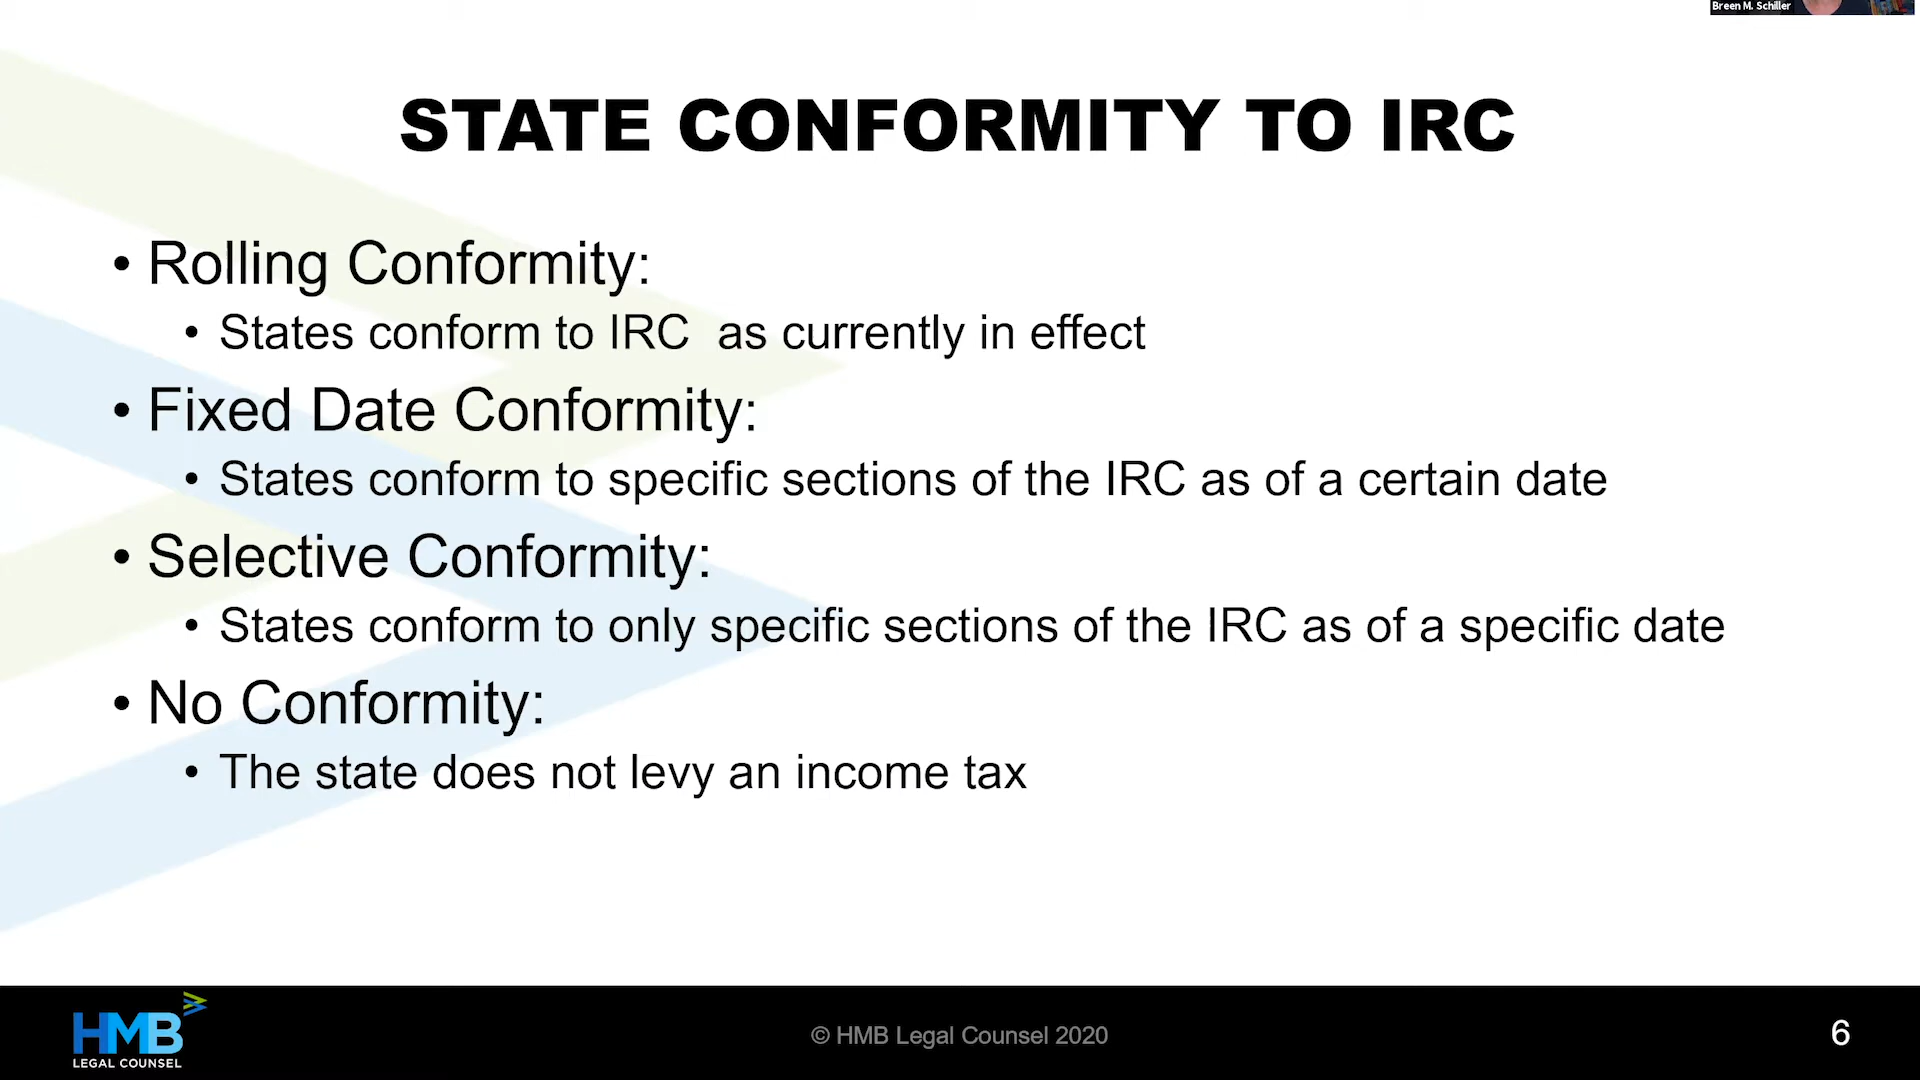 Breen M. Schiller
STATE CONFORMITY TO IRC
• Rolling Conformity:
• States conform to IRC  as currently in effect
• Fixed Date Conformity:
• States conform to specific sections of the IRC as of a certain date
• Selective Conformity:
• States conform to only specific sections of the IRC as of a specific date
• No Conformity:
• The state does not levy an income tax
HMB
LEGAL COUNSEL
© HMB Legal Counsel 2020
6